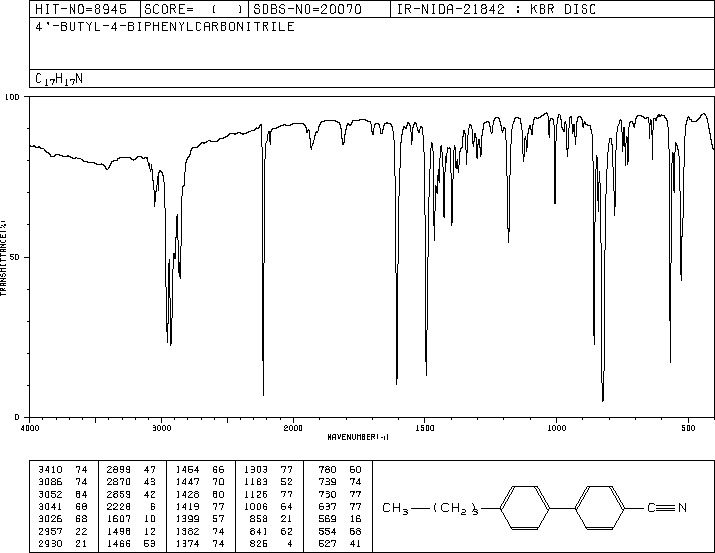 HIT-NO=8945 SCORE= ( ) SDBS-NO=20070 IR-NIDA-21842 : KBR DISC
4'-BUTYL-4-BIPHENYLCARBONITRILE
C17H17N
100
50
0
TRANSMITTANCE(%)
4000 3000 2000 1500 1000 500
WAVENUMBER(-1)
3410 74 2899 47 1464 66 1303 77 780 60
3086 74 2870 43 1447 70 1183 52 739 74
3052 64 2859 42 1428 60 1126 77 730 77
3041 68 2228 6 1419 77 1006 64 637 77
3026 68 1607 10 1399 57 858 21 569 16
2957 22 1498 12 1382 74 841 62 554 68
2930 21 1466 53 1374 74 826 4 527 41
CH3 (CH2)3 C≡N